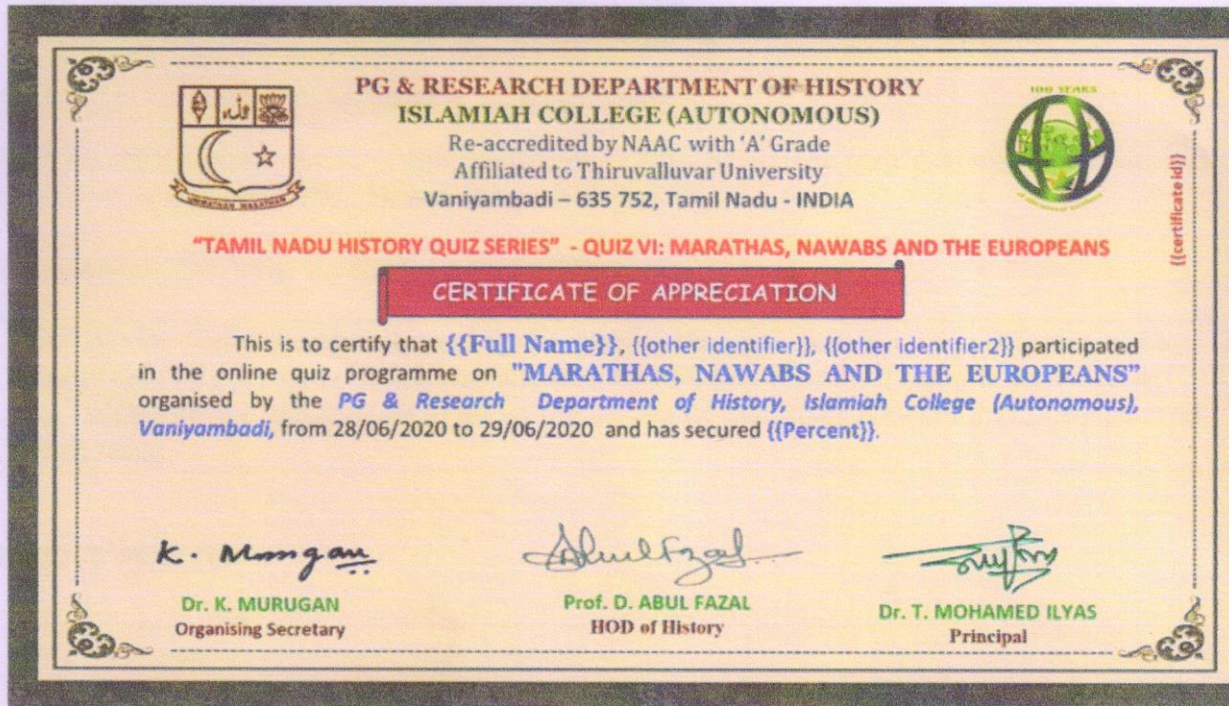 PG & RESEARCH DEPARTMENT OF HISTORY
ISLAMIAH COLLEGE (AUTONOMOUS)
Re-accredited by NAAC with 'A' Grade
Affiliated to Thiruvalluvar University
Vaniyambadi – 635 752, Tamil Nadu - INDIA
100 YEARS
{{certificate id}}
"TAMIL NADU HISTORY QUIZ SERIES" - QUIZ VI: MARATHAS, NAWABS AND THE EUROPEANS
CERTIFICATE OF APPRECIATION
This is to certify that {{Full Name}}, {{other identifier}}, {{other identifier2}} participated
in the online quiz programme on "MARATHAS, NAWABS AND THE EUROPEANS"
organised by the PG & Research Department of History, Islamiah College (Autonomous),
Vaniyambadi, from 28/06/2020 to 29/06/2020 and has secured {{Percent}}.
K. Murugan
Dr. K. MURUGAN
Organising Secretary
Prof. D. ABUL FAZAL
HOD of History
Dr. T. MOHAMED ILYAS
Principal